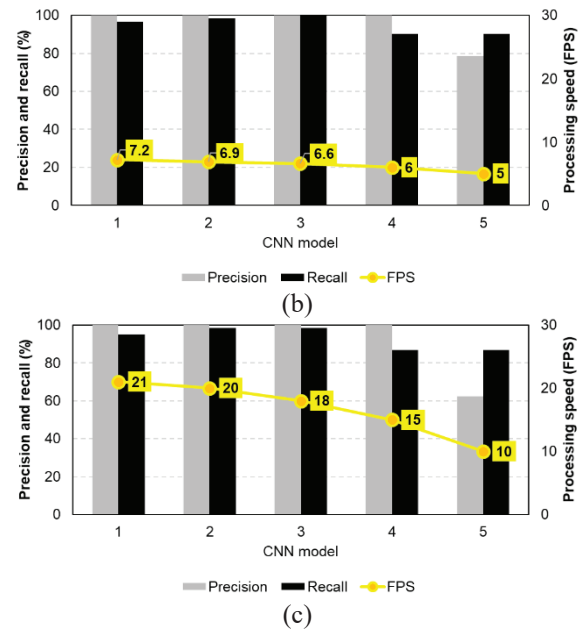 Precision and recall (%)
100
80
60
40
20
0
7.2
6.9
6.6
6
5
30
20
10
0
Processing speed (FPS)
1 2 3 4 5
CNN model
Precision Recall FPS
(b)
Precision and recall (%)
100
80
60
40
20
0
21
20
18
15
10
30
20
10
0
Processing speed (FPS)
1 2 3 4 5
CNN model
Precision Recall FPS
(c)